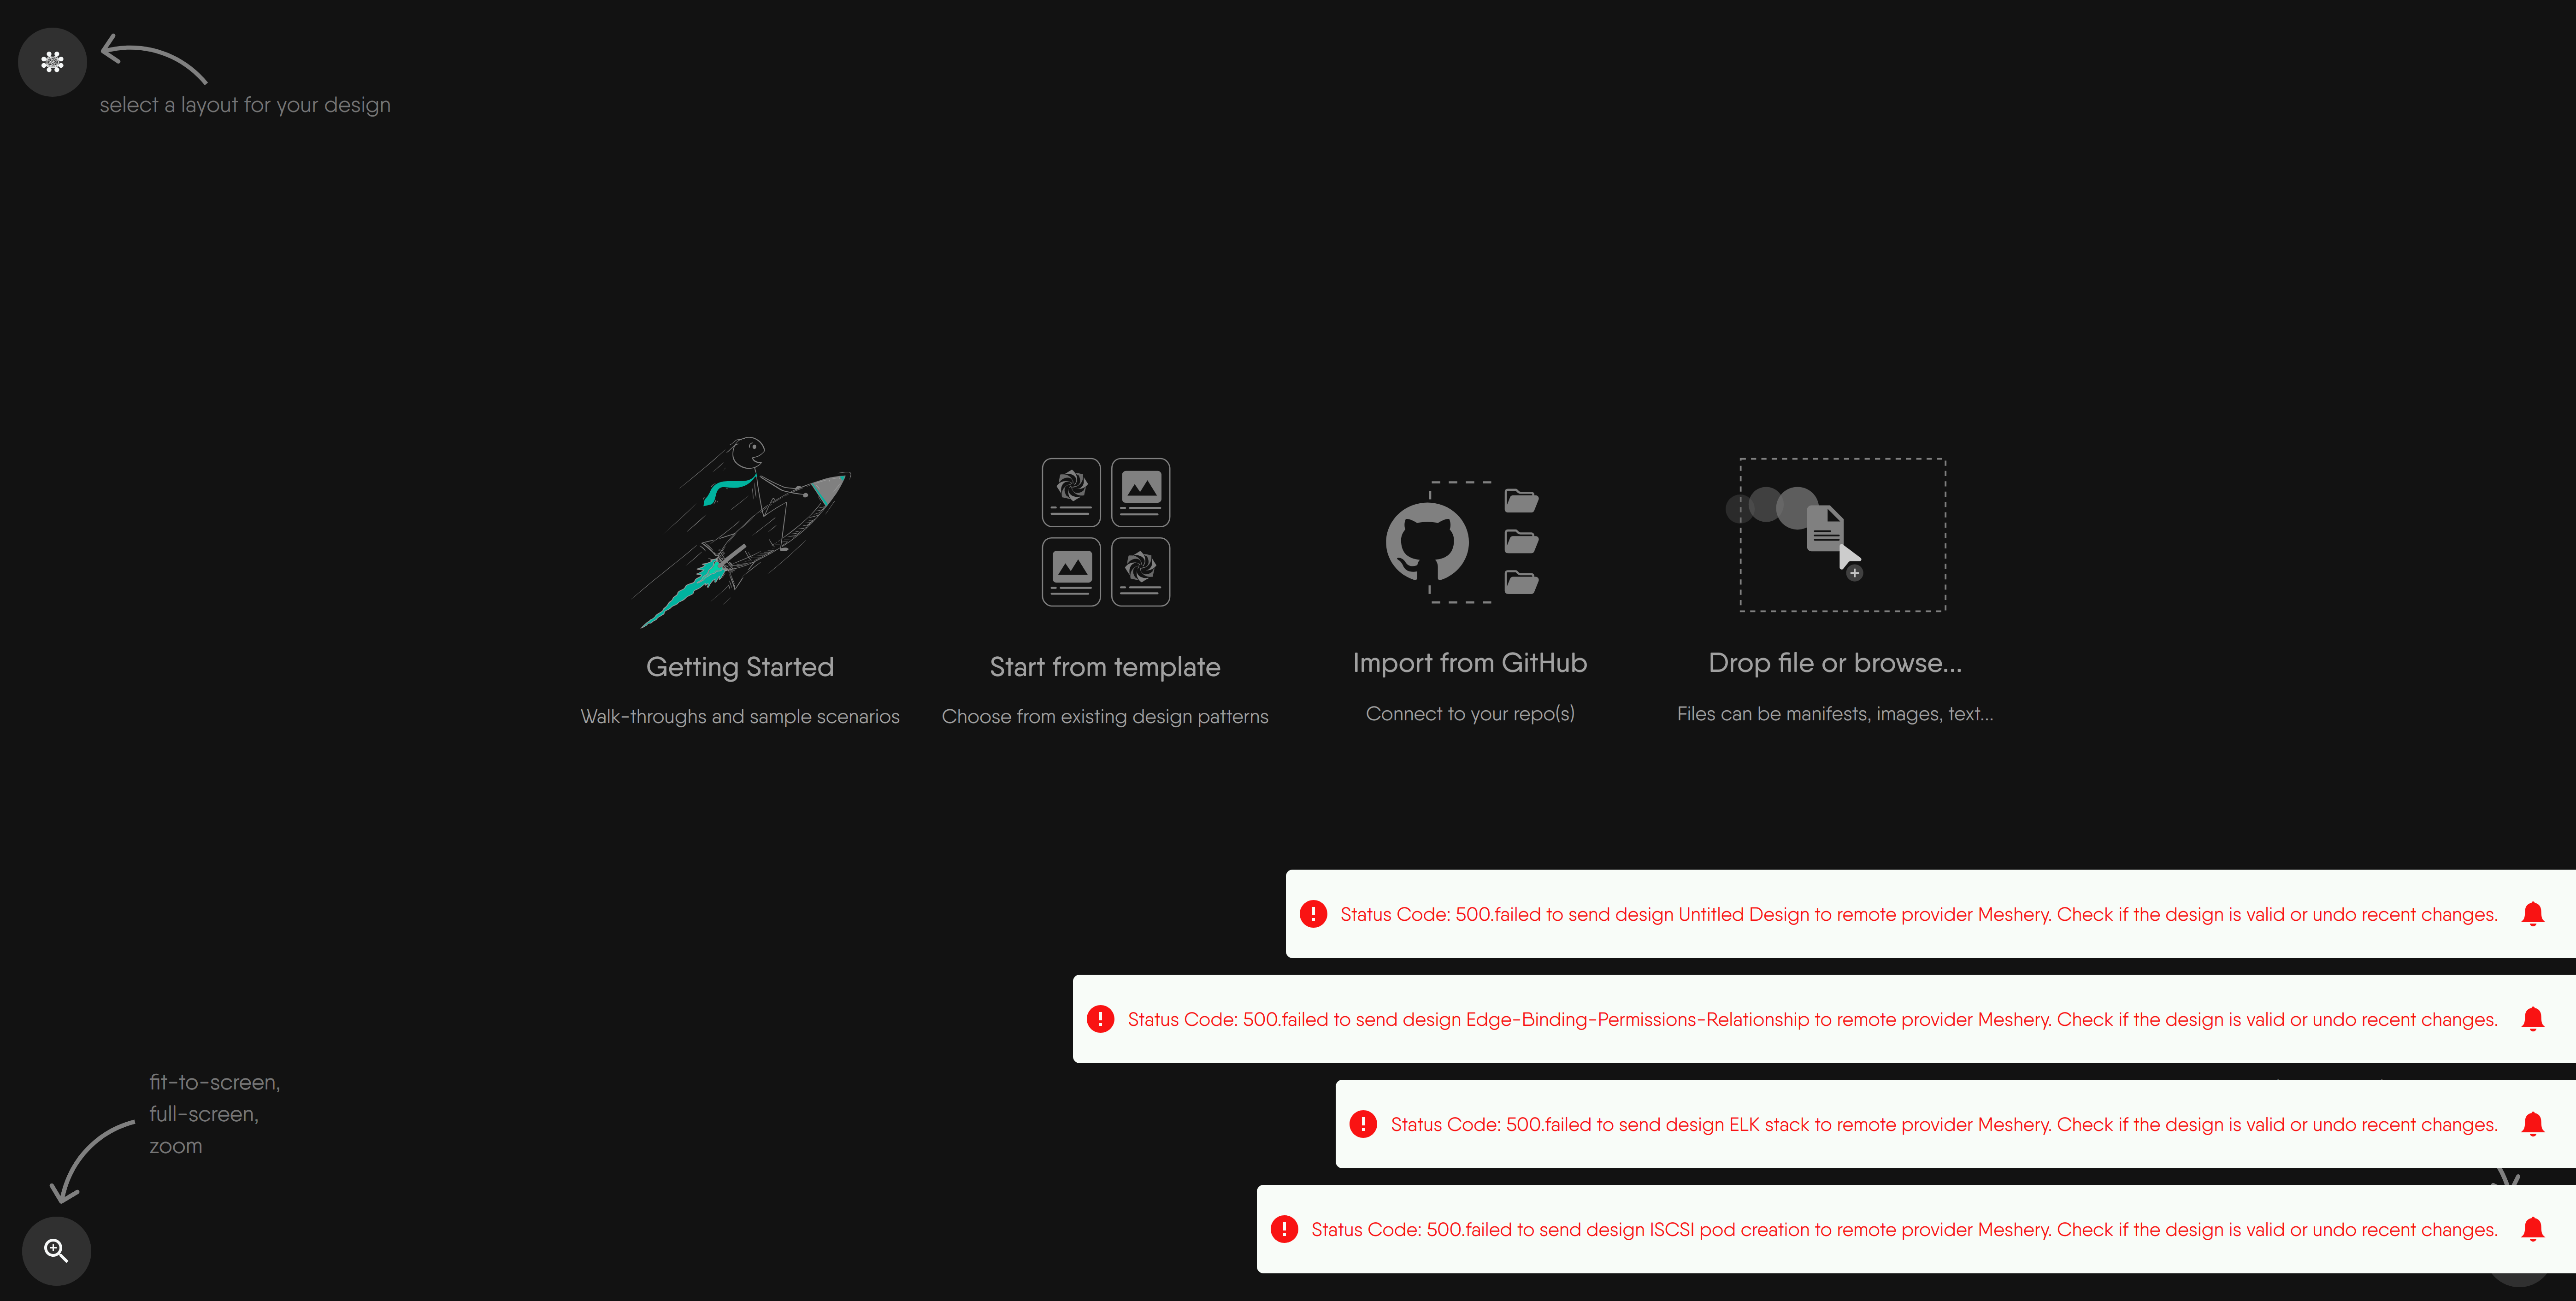 select a layout for your design
Getting Started
Walk-throughs and sample scenarios
Start from template
Choose from existing design patterns
Import from GitHub
Connect to your repo(s)
Drop file or browse...
Files can be manifests, images, text...
Status Code: 500.failed to send design Untitled Design to remote provider Meshery. Check if the design is valid or undo recent changes.
Status Code: 500.failed to send design Edge-Binding-Permissions-Relationship to remote provider Meshery. Check if the design is valid or undo recent changes.
Status Code: 500.failed to send design ELK stack to remote provider Meshery. Check if the design is valid or undo recent changes.
Status Code: 500.failed to send design ISCSI pod creation to remote provider Meshery. Check if the design is valid or undo recent changes.
fit-to-screen,
full-screen,
zoom